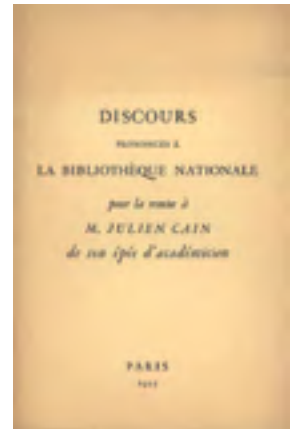 DISCOURS
PRONONCÉS À
LA BIBLIOTHÈQUE NATIONALE
pour la remise à
M. JULIEN CAIN
de son épée d'académicien
PARIS